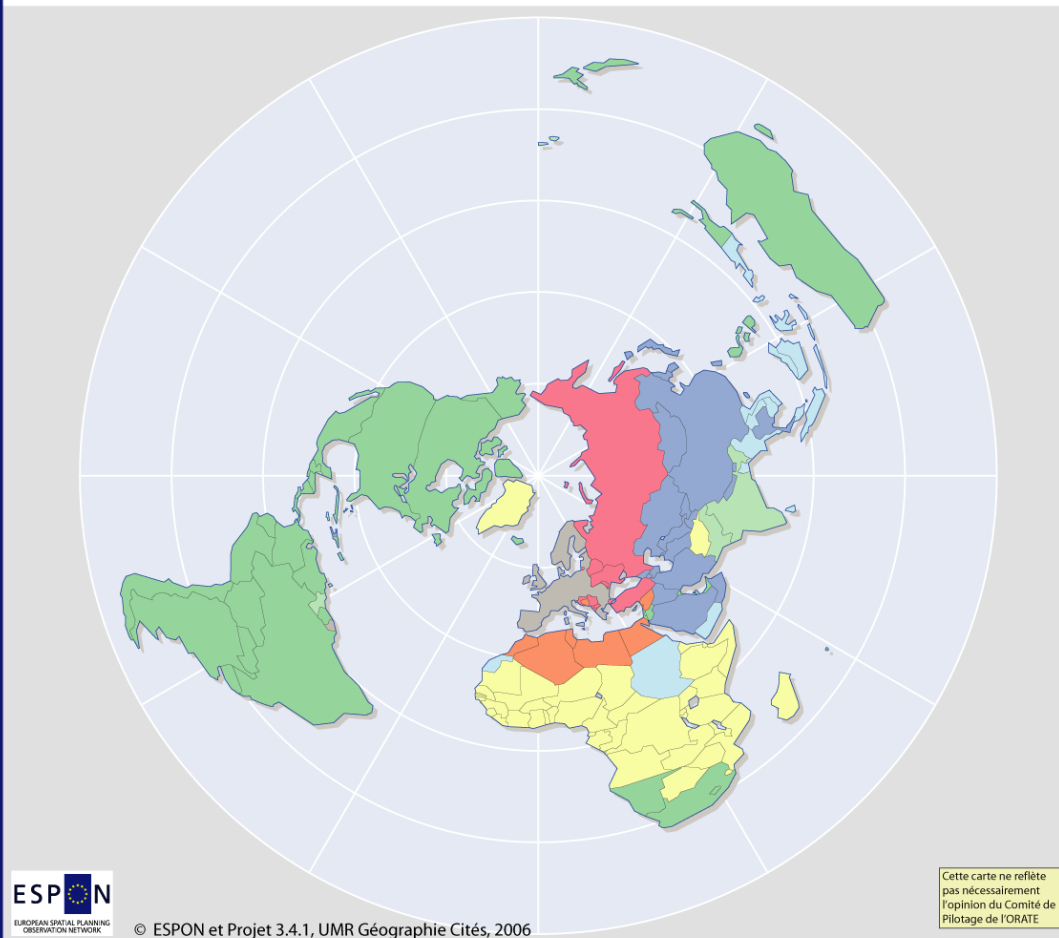 ESPON
EUROPEAN SPATIAL PLANNING
OBSERVATION NETWORK
© ESPON et Projet 3.4.1, UMR Géographie Cités, 2006
Cette carte ne reflète
pas nécessairement
l'opinion du Comité de
Pilotage de l'ORATE